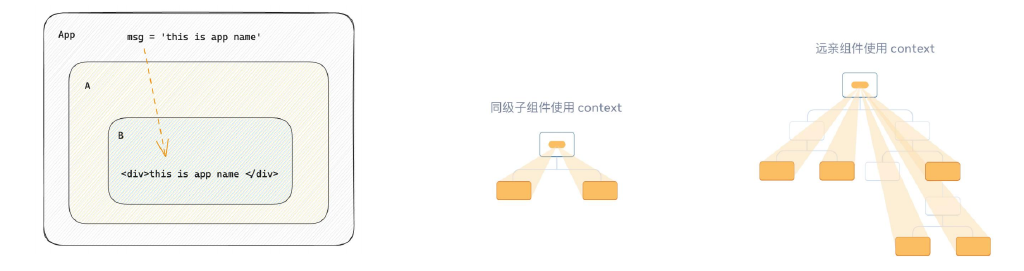 App
msg = 'this is app name'
A
B
<div>this is app name </div>
同级子组件使用 context
远亲组件使用 context